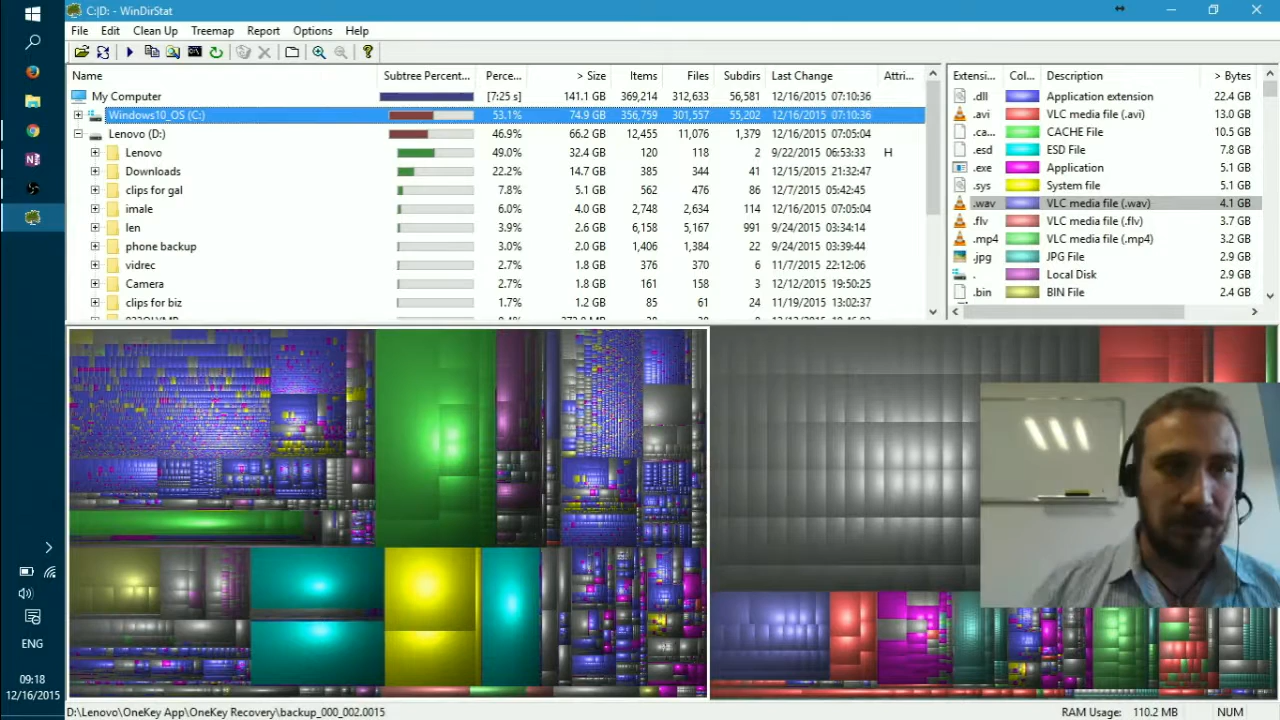 C:|D: - WinDirStat
File Edit Clean Up Treemap Report Options Help
Name Subtree Percent... Perce... > Size Items Files Subdirs Last Change Attri...
My Computer [7:25 s] 141.1 GB 369,214 312,633 56,581 12/16/2015 07:10:36
Windows10_OS (C:) 53.1% 74.9 GB 356,759 301,557 55,202 12/16/2015 07:10:36
Lenovo (D:) 46.9% 66.2 GB 12,455 11,076 1,379 12/16/2015 07:05:04
Lenovo 49.0% 32.4 GB 120 118 2 9/22/2015 06:53:33 H
Downloads 22.2% 14.7 GB 385 344 41 12/15/2015 21:32:47
clips for gal 7.8% 5.1 GB 562 476 86 12/7/2015 05:42:45
imale 6.0% 4.0 GB 2,748 2,634 114 12/16/2015 07:05:04
len 3.9% 2.6 GB 6,158 5,167 991 9/24/2015 03:34:14
phone backup 3.0% 2.0 GB 1,406 1,384 22 9/24/2015 03:39:44
vidrec 2.7% 1.8 GB 376 370 6 11/7/2015 22:12:06
Camera 2.7% 1.8 GB 161 158 3 12/12/2015 19:50:25
clips for biz 1.7% 1.2 GB 85 61 24 11/19/2015 13:02:37
Extensi... Col... Description > Bytes
.dll Application extension 22.4 GB
.avi VLC media file (.avi) 13.0 GB
.ca... CACHE File 10.5 GB
.esd ESD File 7.8 GB
.exe Application 5.1 GB
.sys System file 5.1 GB
.wav VLC media file (.wav) 4.1 GB
.flv VLC media file (.flv) 3.7 GB
.mp4 VLC media file (.mp4) 3.2 GB
.jpg JPG File 2.9 GB
. Local Disk 2.9 GB
.bin BIN File 2.4 GB
ENG
09:18
12/16/2015
D:\Lenovo\OneKey App\OneKey Recovery\backup_000_002.0015
RAM Usage: 110.2 MB NUM